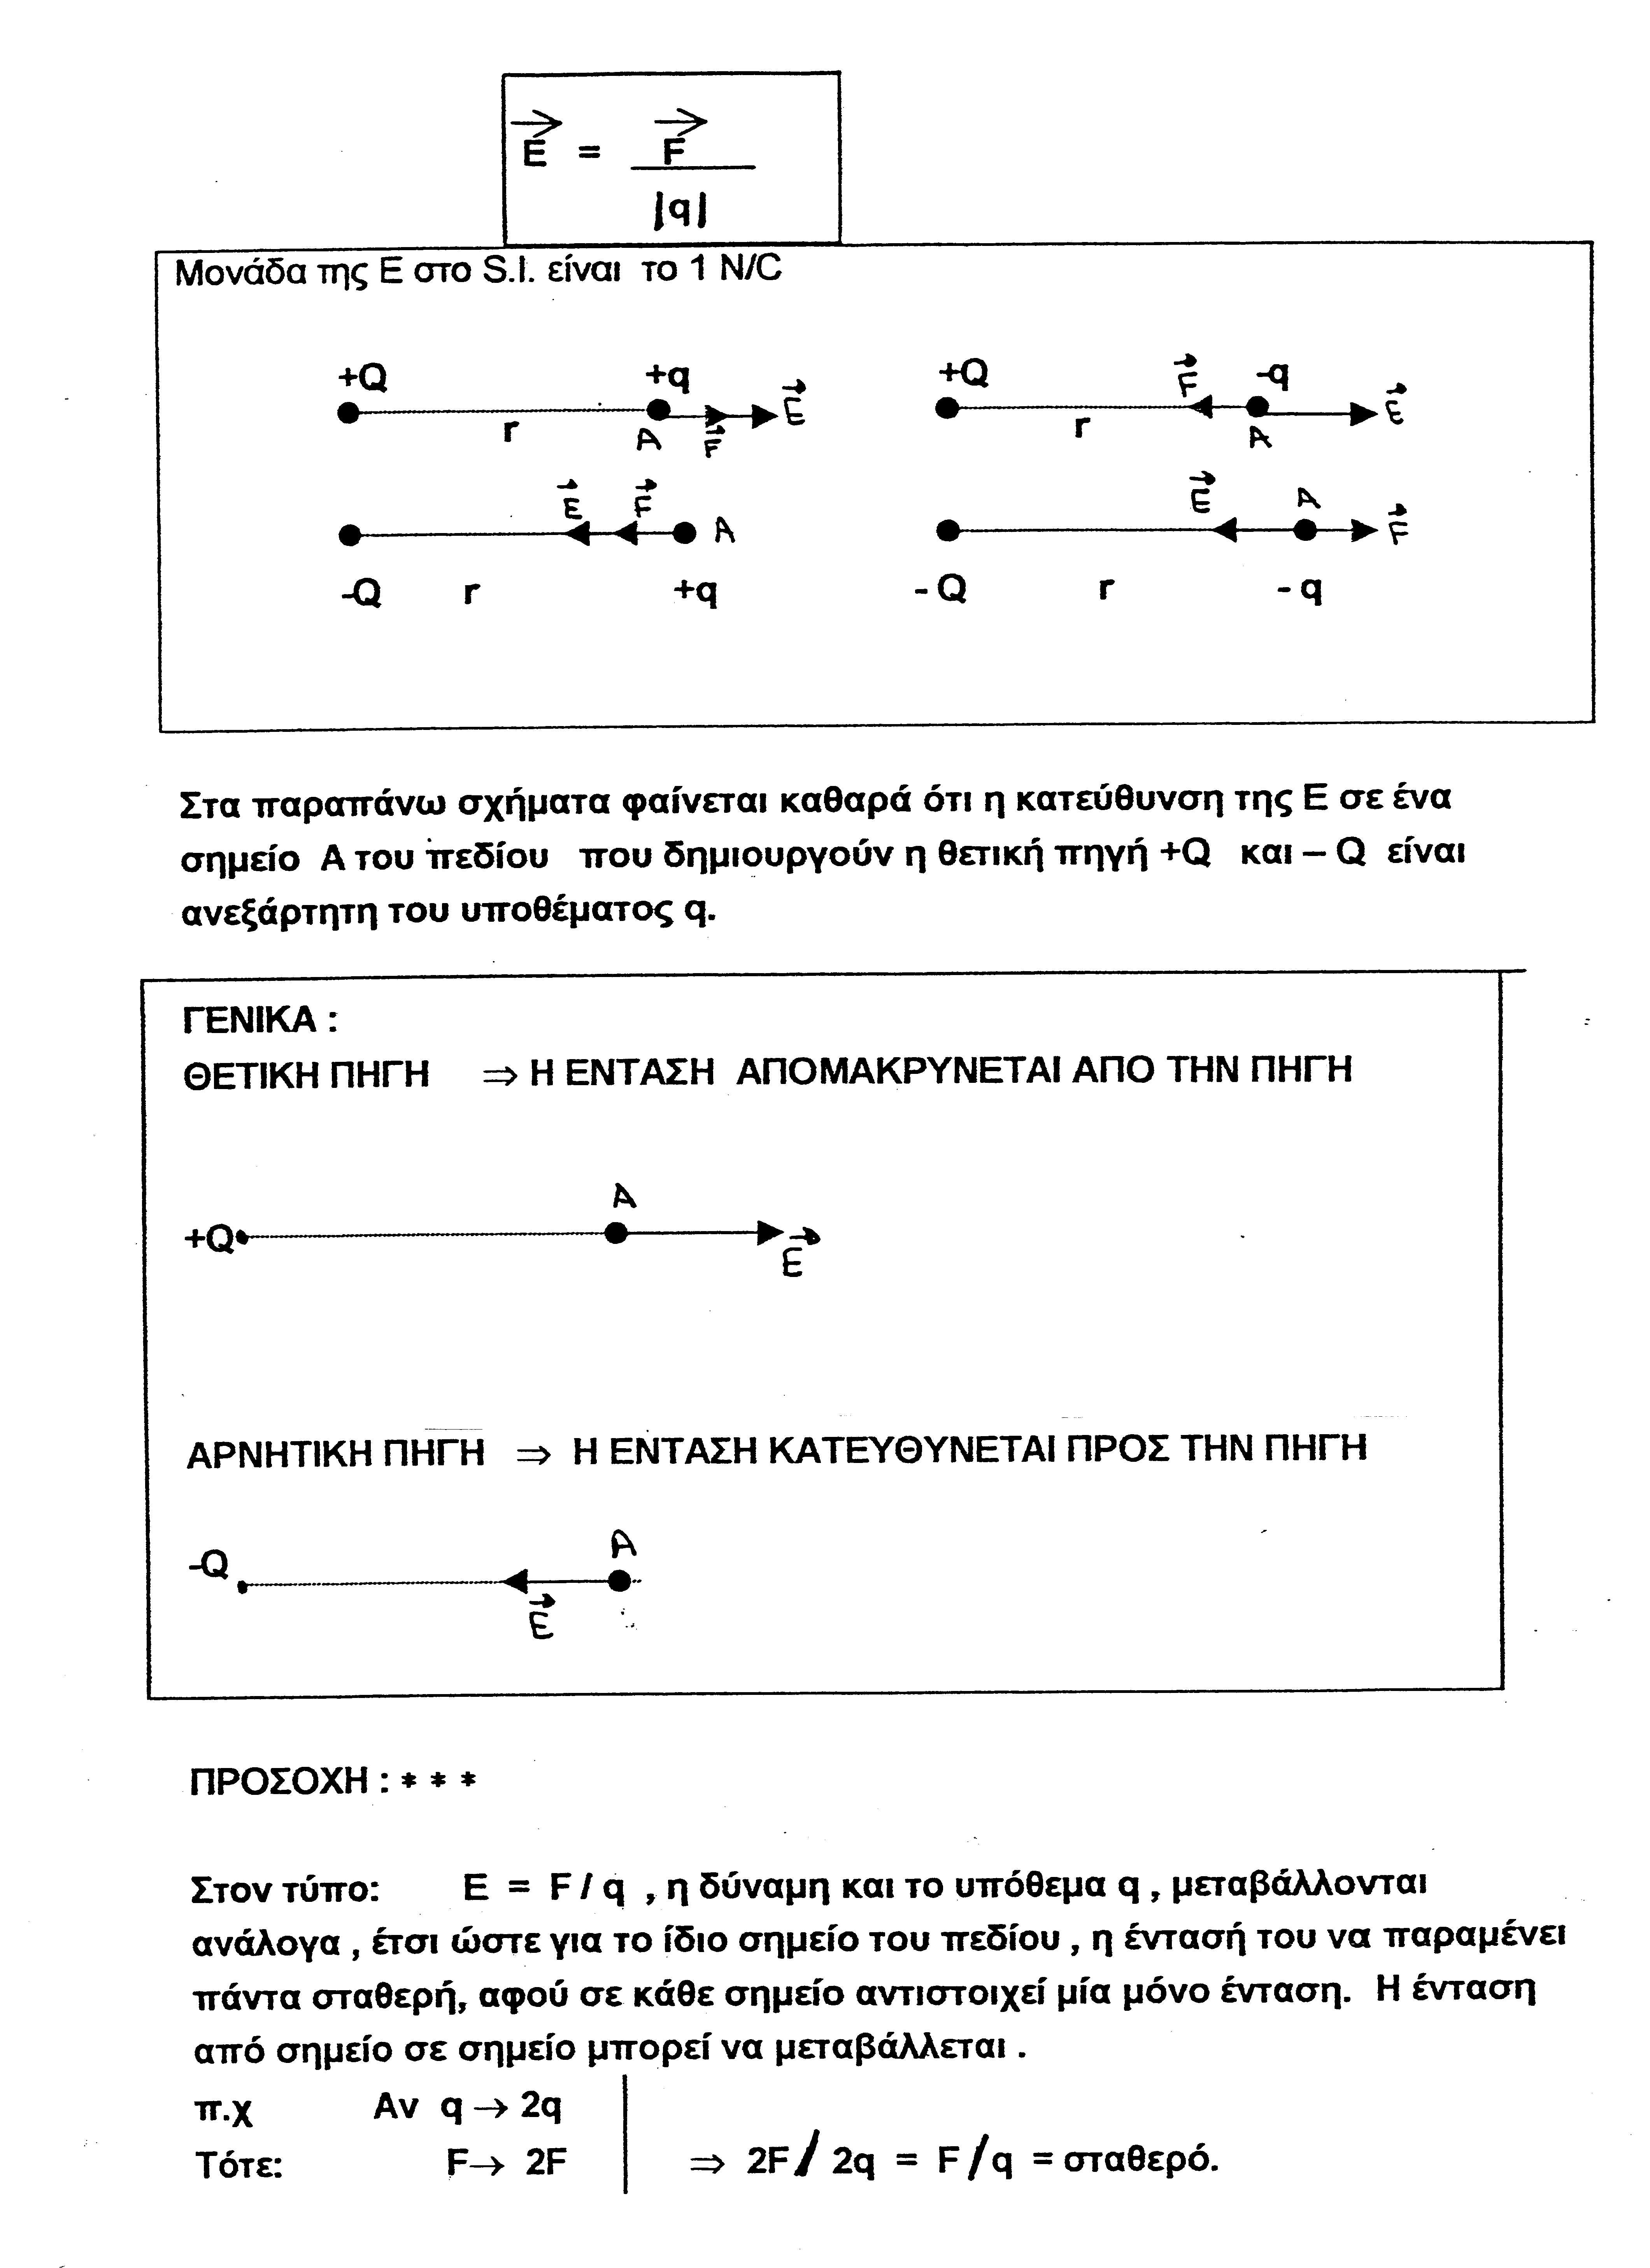 E = F
|q|
Μονάδα της Ε στο S.I. είναι το 1 N/C
+Q +q E
r A F
+Q F -q E
r A
E F A
-Q r +q
E A F
- Q r - q
Στα παραπάνω σχήματα φαίνεται καθαρά ότι η κατεύθυνση της Ε σε ένα
σημείο Α του πεδίου που δημιουργούν η θετική πηγή +Q και – Q είναι
ανεξάρτητη του υποθέματος q.
ΓΕΝΙΚΑ :
ΘΕΤΙΚΗ ΠΗΓΗ ⇒ Η ΕΝΤΑΣΗ ΑΠΟΜΑΚΡΥΝΕΤΑΙ ΑΠΟ ΤΗΝ ΠΗΓΗ
A
+Q
E
ΑΡΝΗΤΙΚΗ ΠΗΓΗ ⇒ Η ΕΝΤΑΣΗ ΚΑΤΕΥΘΥΝΕΤΑΙ ΠΡΟΣ ΤΗΝ ΠΗΓΗ
A
-Q
E
ΠΡΟΣΟΧΗ : * * *
Στον τύπο: E = F / q , η δύναμη και το υπόθεμα q , μεταβάλλονται
ανάλογα , έτσι ώστε για το ίδιο σημείο του πεδίου , η έντασή του να παραμένει
πάντα σταθερή, αφού σε κάθε σημείο αντιστοιχεί μία μόνο ένταση. Η ένταση
από σημείο σε σημείο μπορεί να μεταβάλλεται .
π.χ Αν q → 2q
Τότε: F→ 2F ⇒ 2F / 2q = F / q = σταθερό.